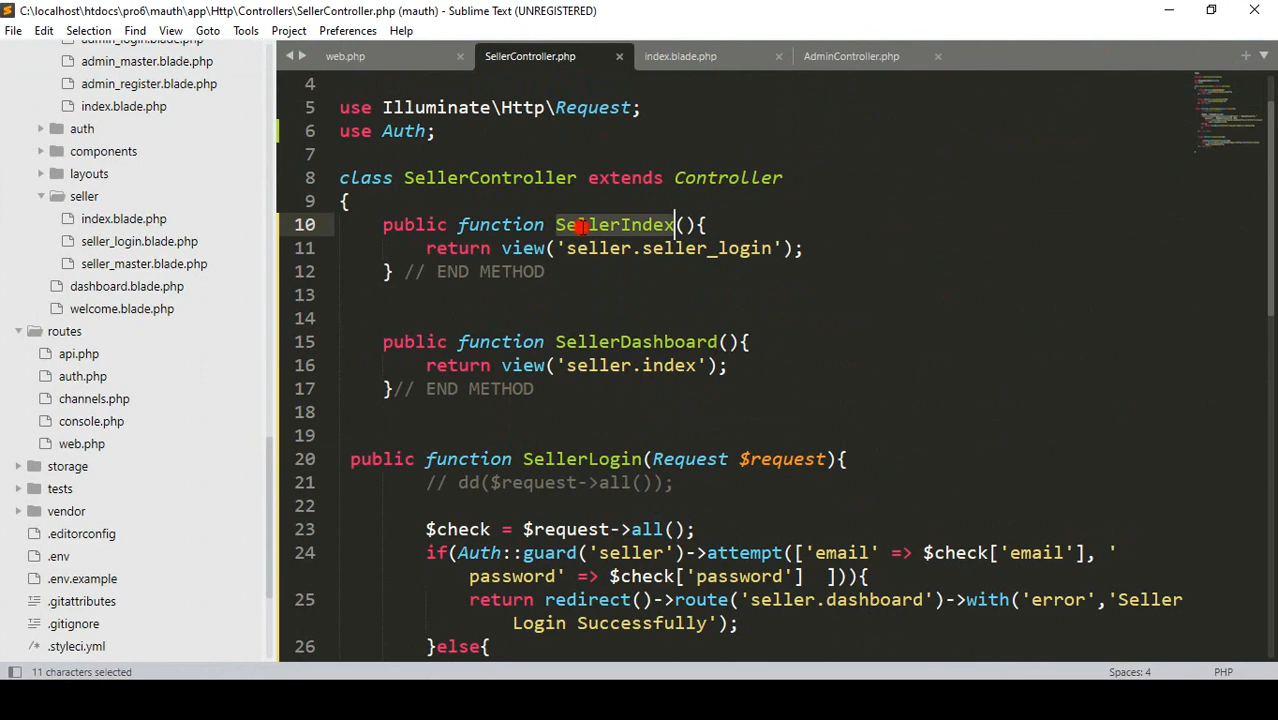 C:\localhost\htdocs\pro6\mauth\app\Http\Controllers\SellerController.php (mauth) - Sublime Text (UNREGISTERED)
File Edit Selection Find View Goto Tools Project Preferences Help
admin_login.blade.php
admin_master.blade.php
admin_register.blade.php
index.blade.php
auth
components
layouts
seller
index.blade.php
seller_login.blade.php
seller_master.blade.php
dashboard.blade.php
welcome.blade.php
routes
api.php
auth.php
channels.php
console.php
web.php
storage
tests
vendor
.editorconfig
.env
.env.example
.gitattributes
.gitignore
.styleci.yml
web.php SellerController.php index.blade.php AdminController.php
4
5 use Illuminate\Http\Request;
6 use Auth;
7
8 class SellerController extends Controller
9 {
10 public function SellerIndex(){
11 return view('seller.seller_login');
12 } // END METHOD
13
14
15 public function SellerDashboard(){
16 return view('seller.index');
17 }// END METHOD
18
19
20 public function SellerLogin(Request $request){
21 // dd($request->all());
22
23 $check = $request->all();
24 if(Auth::guard('seller')->attempt(['email' => $check['email'], '
password' => $check['password']  ])){
25 return redirect()->route('seller.dashboard')->with('error','Seller
Login Successfully');
26 }else{
11 characters selected Spaces: 4 PHP